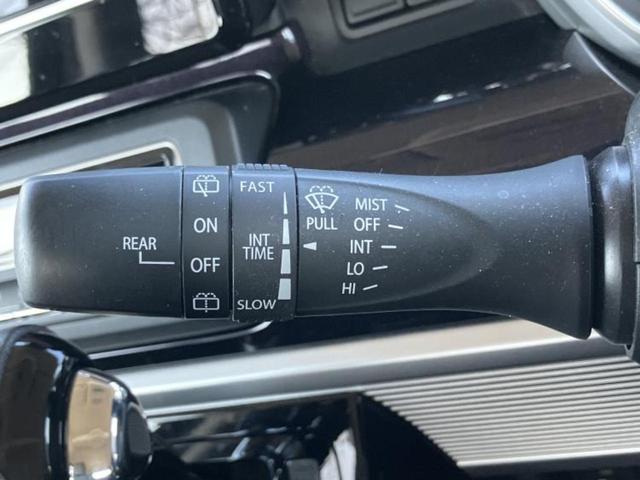 REAR
ON
OFF
FAST
INT
TIME
SLOW
PULL
MIST
OFF
INT
LO
HI